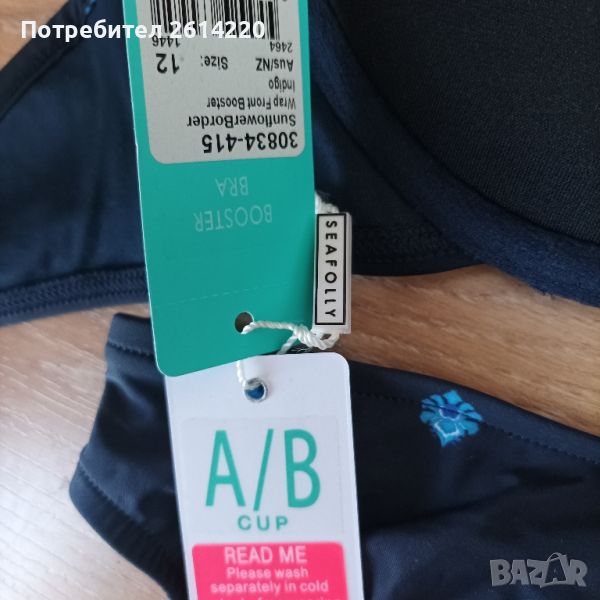 Потребител 2614220
30834-415
SunflowerBorder
Wrap Front Booster
Indigo
Aus/NZ Size: 12
2464 1446
BOOSTER
BRA
SEAFOLLY
A/B
CUP
READ ME
Please wash
separately in cold
BAZAR